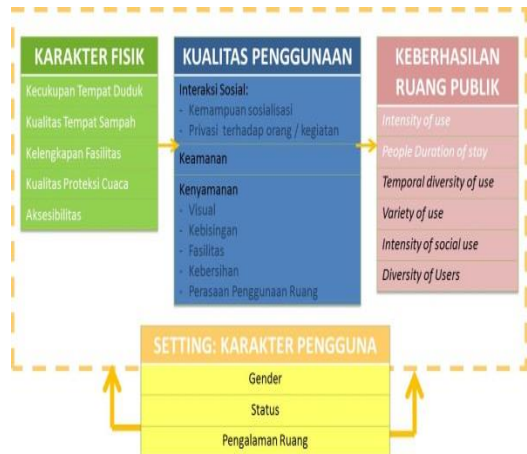 KARAKTER FISIK
Kecukupan Tempat Duduk
Kualitas Tempat Sampah
Kelengkapan Fasilitas
Kualitas Proteksi Cuaca
Aksesibilitas
KUALITAS PENGGUNAAN
Interaksi Sosial:
- Kemampuan sosialisasi
- Privasi terhadap orang / kegiatan
Keamanan
Kenyamanan
- Visual
- Kebisingan
- Fasilitas
- Kebersihan
- Perasaan Penggunaan Ruang
KEBERHASILAN
RUANG PUBLIK
Intensity of use
People Duration of stay
Temporal diversity of use
Variety of use
Intensity of social use
Diversity of Users
SETTING: KARAKTER PENGGUNA
Gender
Status
Pengalaman Ruang